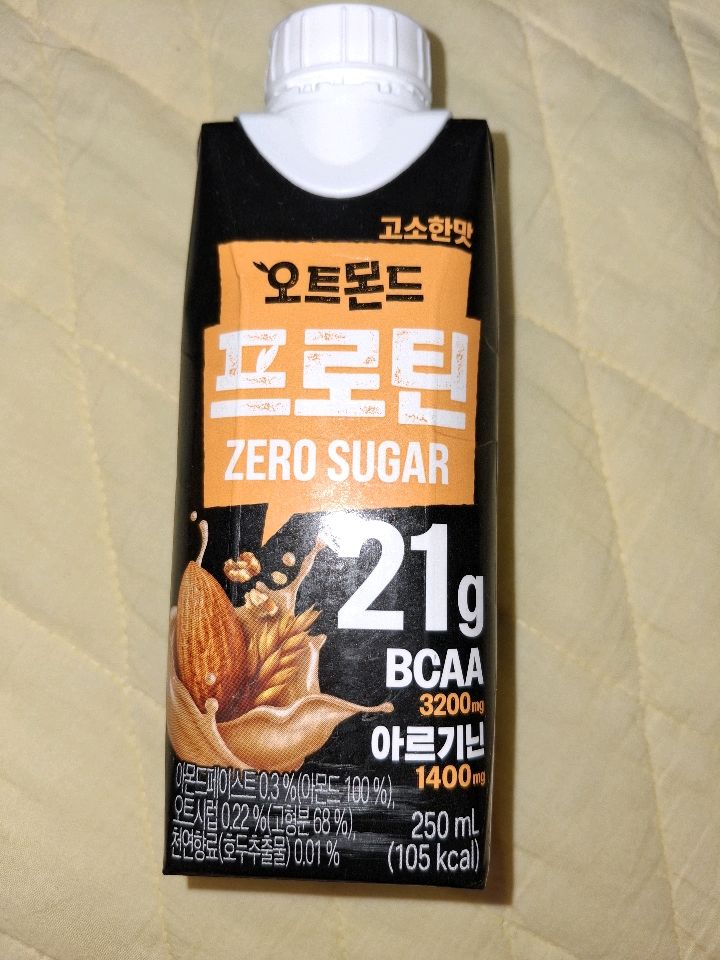 고소한맛
오트몬드
프로틴
ZERO SUGAR
21g
BCAA
3200mg
아르기닌
1400mg
아몬드페이스트 0.3 %(아몬드 100 %),
오트시럽 0.22 %(고형분 68 %),
천연향료(호두추출물) 0.01 %
250 mL
(105 kcal)